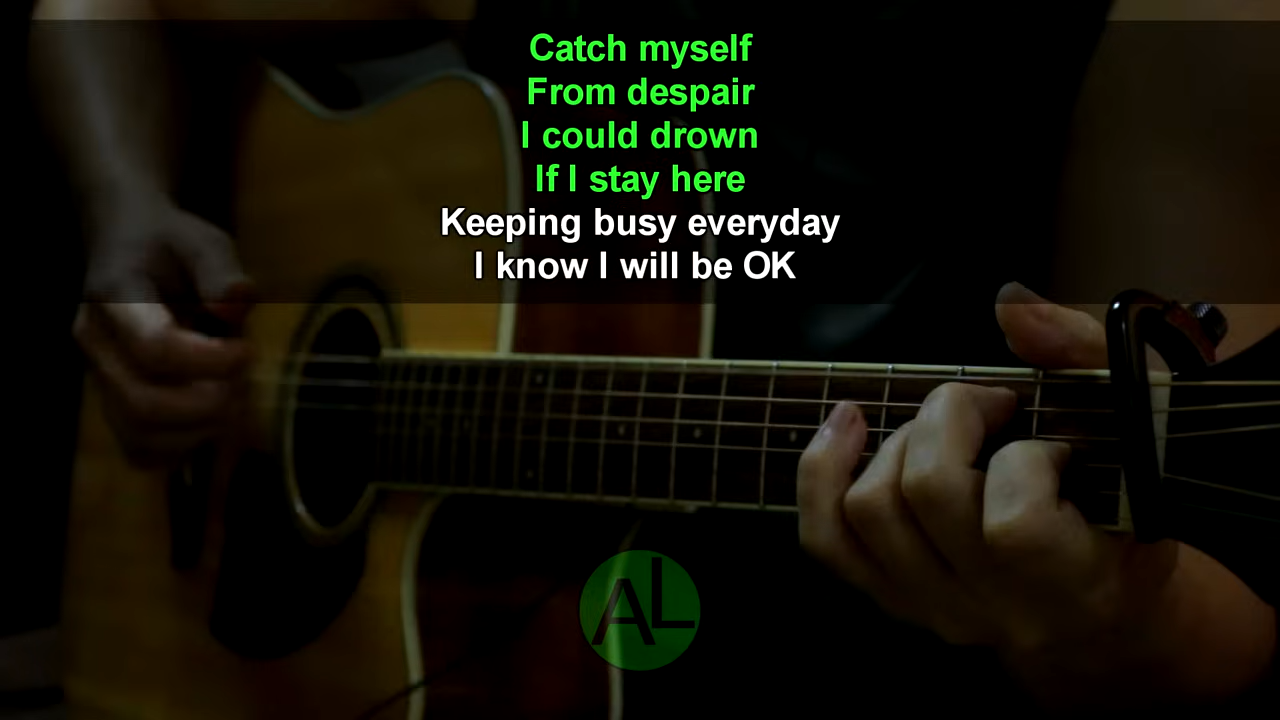 Catch myself
From despair
I could drown
If I stay here
Keeping busy everyday
I know I will be OK
AL